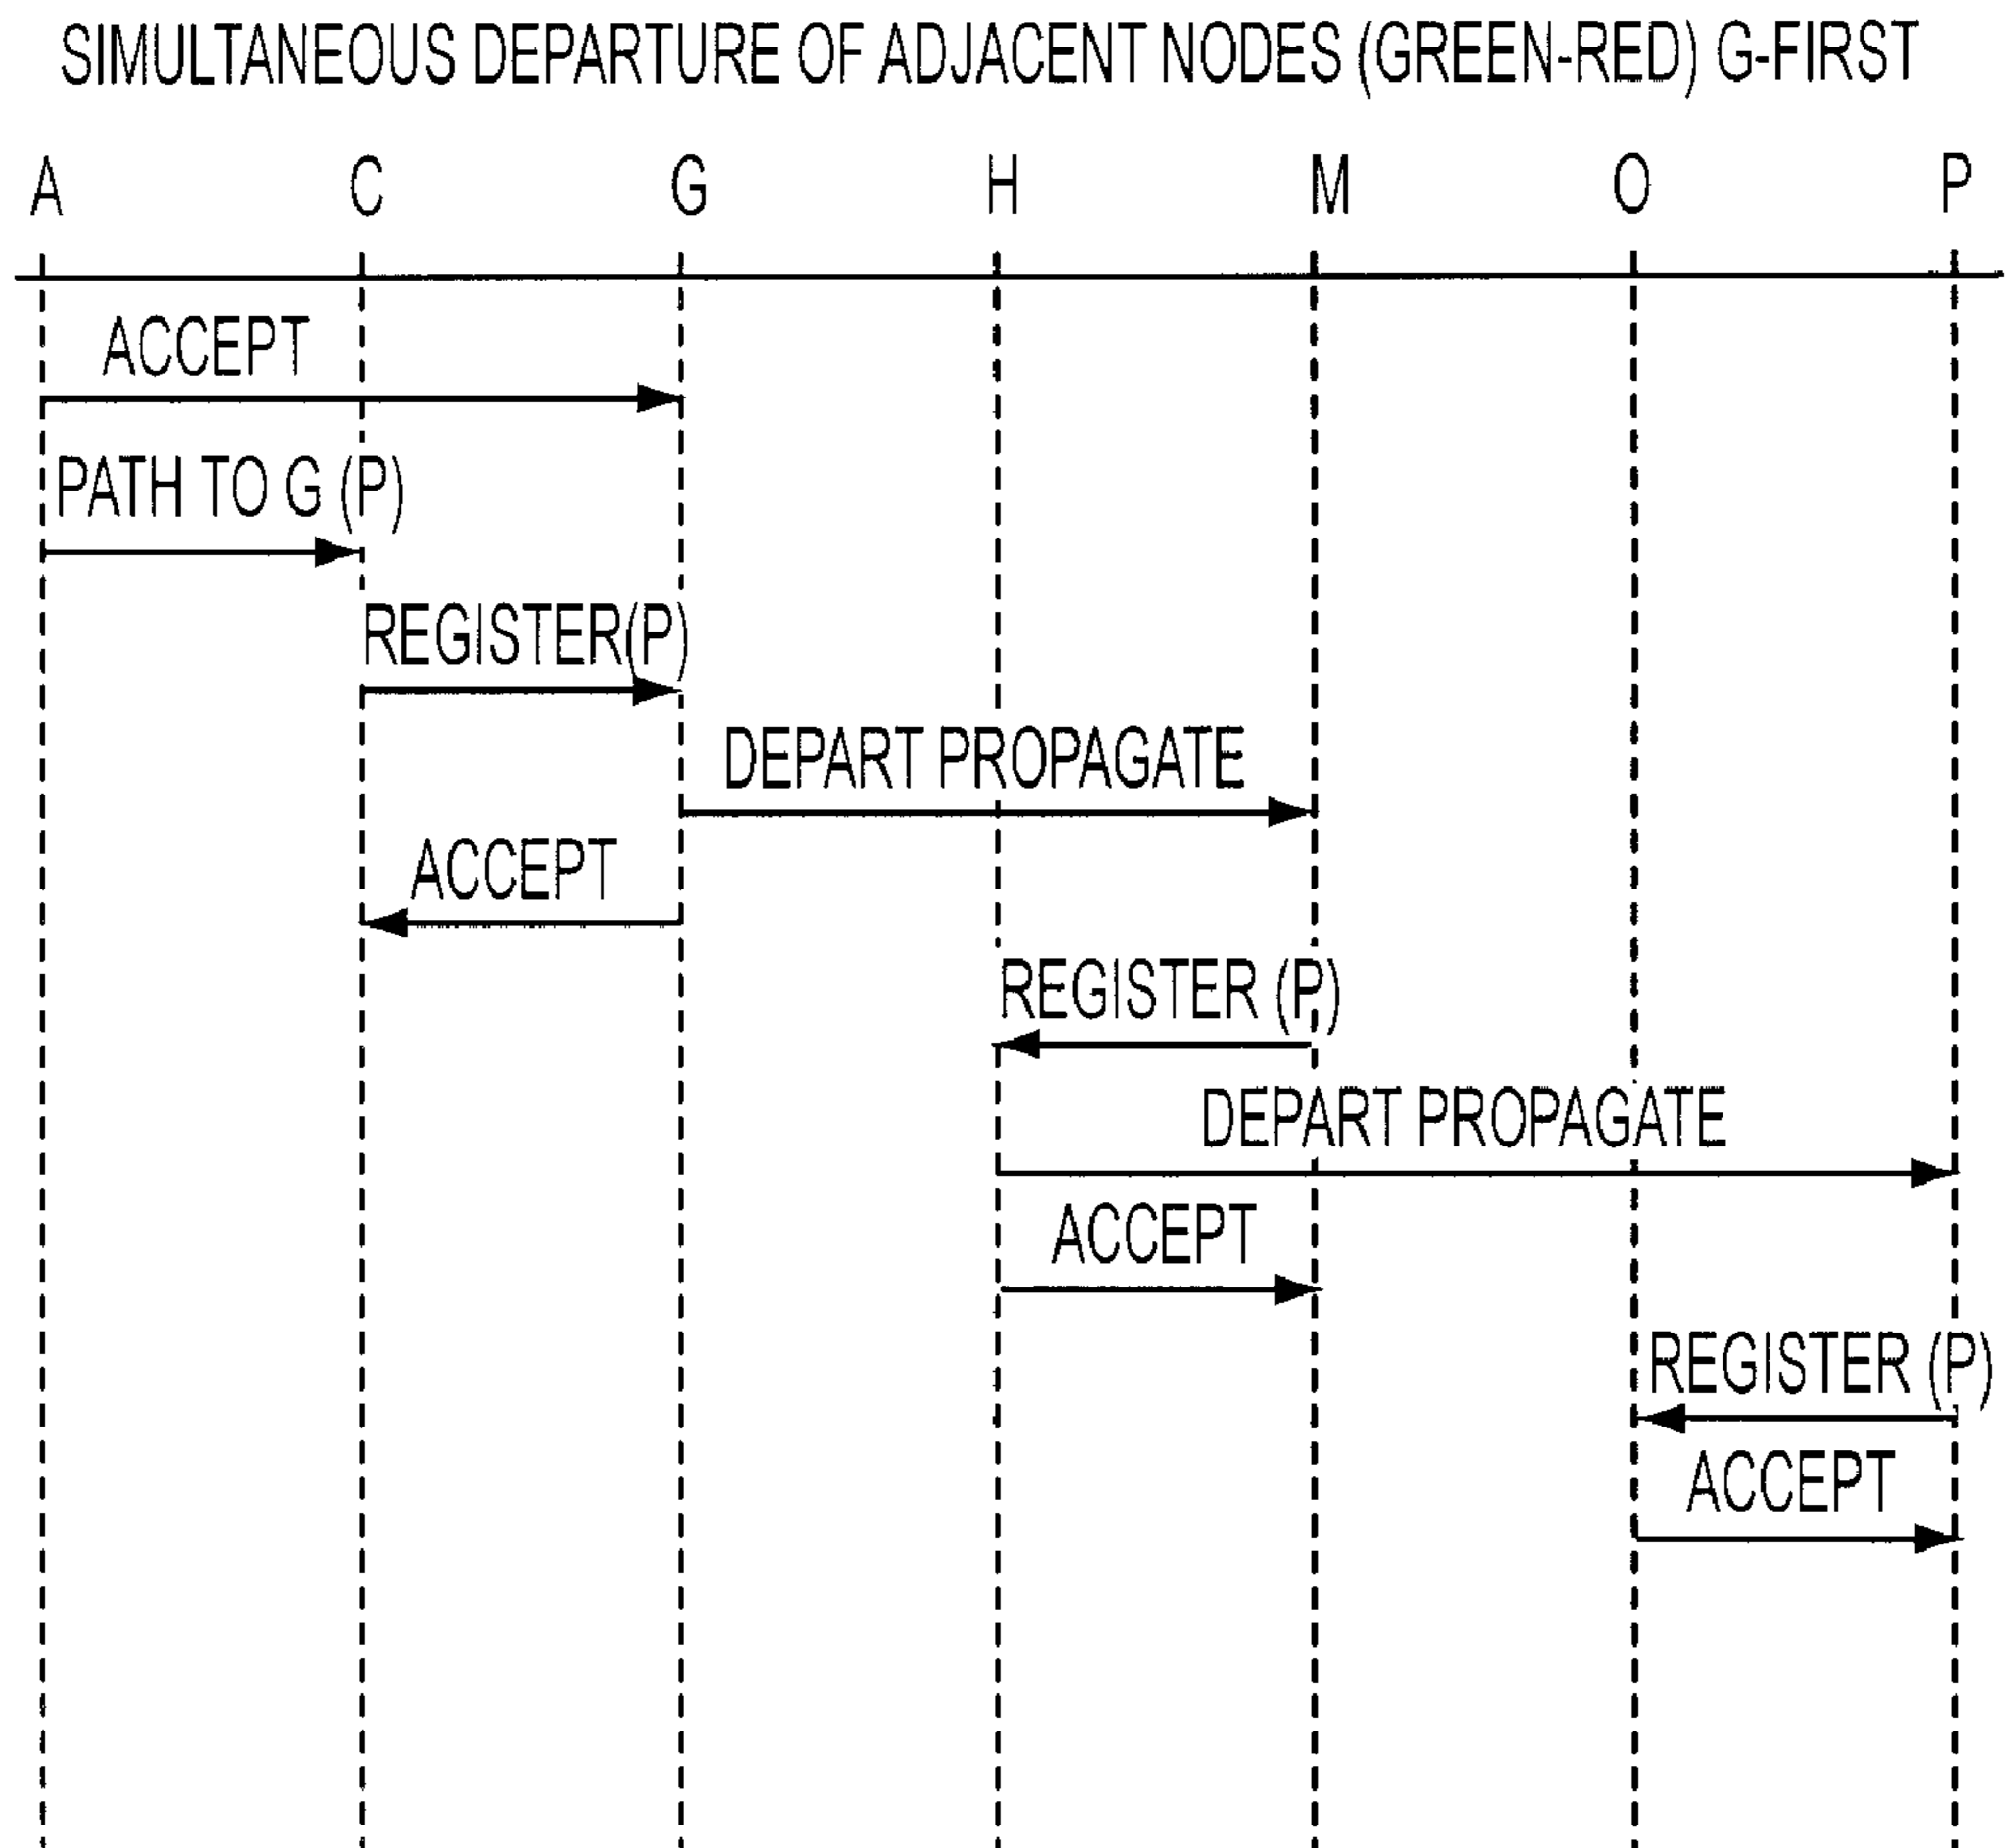 SIMULTANEOUS DEPARTURE OF ADJACENT NODES (GREEN-RED) G-FIRST
A C G H M O P
ACCEPT
PATH TO G (P)
REGISTER(P)
DEPART PROPAGATE
ACCEPT
REGISTER (P)
DEPART PROPAGATE
ACCEPT
REGISTER (P)
ACCEPT